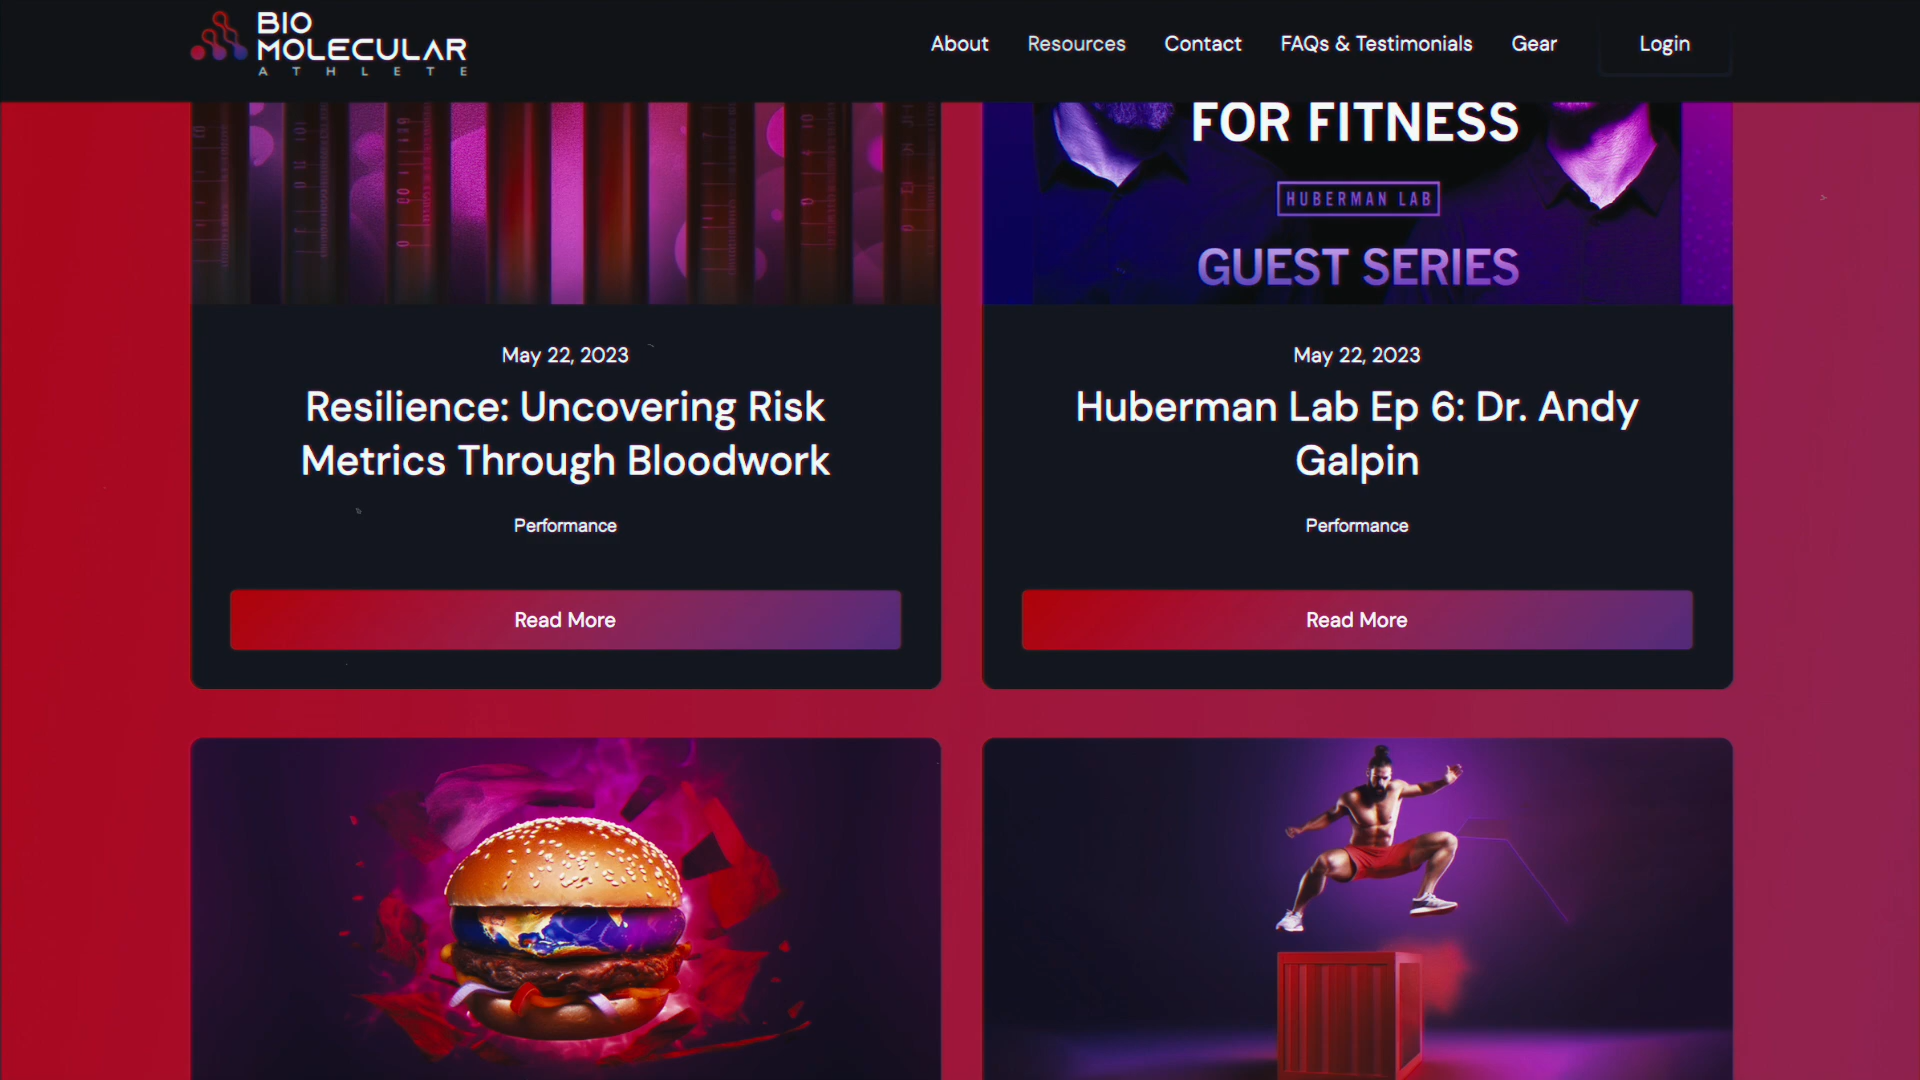 BIO
MOLECULAR
ATHLETE
About
Resources
Contact
FAQs & Testimonials
Gear
Login
FOR FITNESS
HUBERMAN LAB
GUEST SERIES
May 22, 2023
Resilience: Uncovering Risk
Metrics Through Bloodwork
Performance
Read More
May 22, 2023
Huberman Lab Ep 6: Dr. Andy
Galpin
Performance
Read More